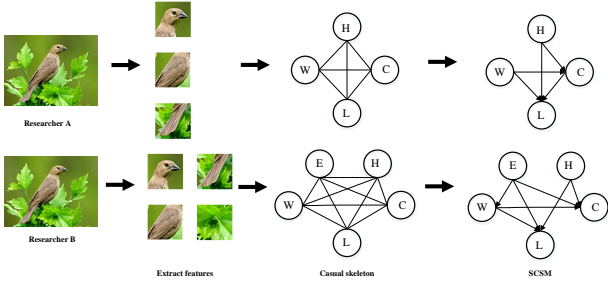 H
H
W
C
W
C
L
L
Researcher A
E
H
E
H
W
C
W
C
L
L
Researcher B
Extract features
Casual skeleton
SCSM